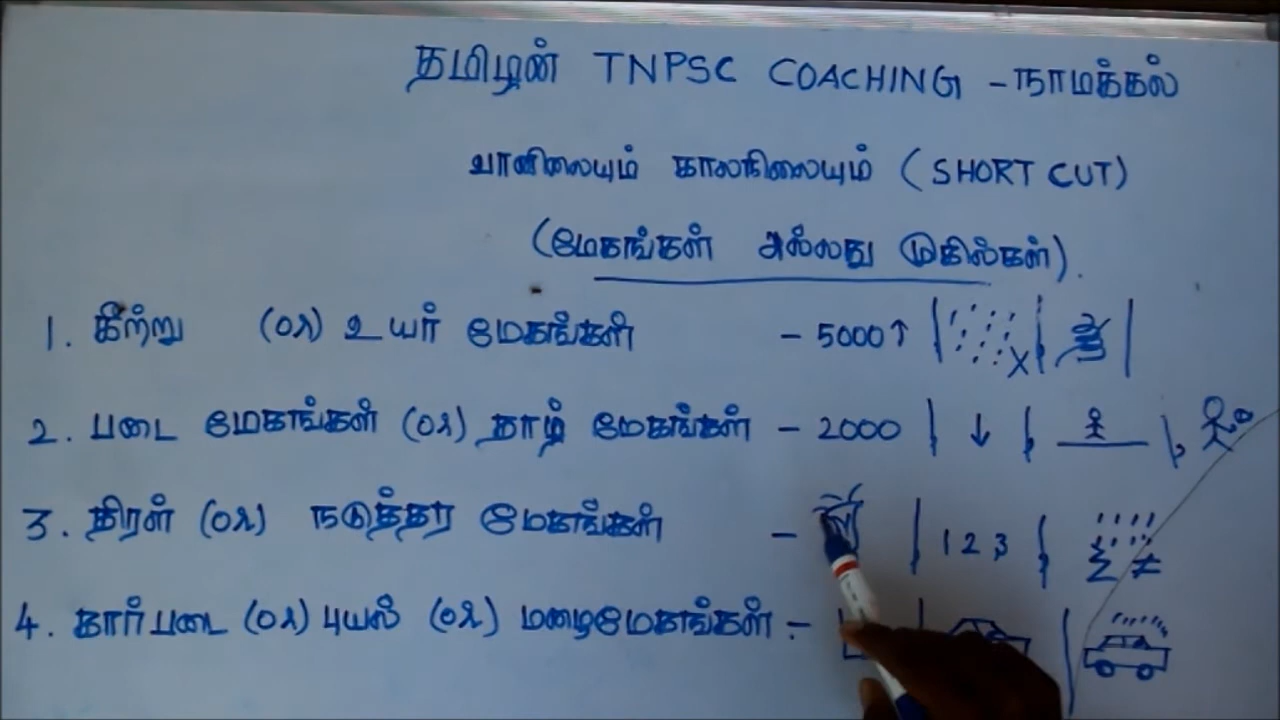 தமிழன் TNPSC COACHING - நாமக்கல்
வானிலையும் காலநிலையும் (SHORT CUT)
(மேகங்கள் அல்லது முகில்கள்).
1. கீற்று (or) உயர் மேகங்கள் - 5000↑
2. படை மேகங்கள் (or) தாழ் மேகங்கள் - 2000 ↓
3. திரள் (or) நடுத்தர மேகங்கள் - 1 2 3 Σ ≠
4. கார்படை (or) புயல் (or) மழைமேகங்கள் -